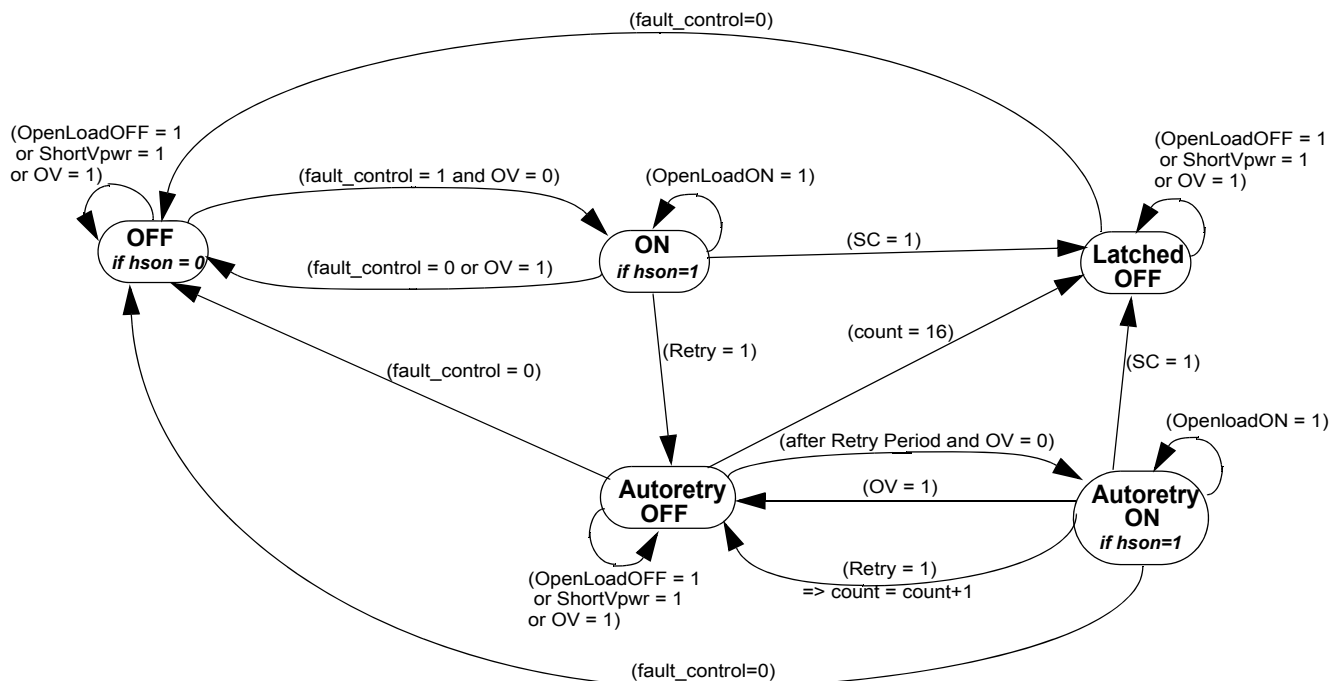 (fault_control=0)
(OpenLoadOFF = 1
or ShortVpwr = 1
or OV = 1)
(fault_control = 1 and OV = 0)
(OpenLoadON = 1)
(OpenLoadOFF = 1
or ShortVpwr = 1
or OV = 1)
OFF
if hson = 0
ON
if hson=1
(SC = 1)
Latched
OFF
(fault_control = 0 or OV = 1)
(count = 16)
(Retry = 1)
(SC = 1)
(fault_control = 0)
(OpenloadON = 1)
(after Retry Period and OV = 0)
Autoretry
OFF
(OV = 1)
Autoretry
ON
if hson=1
(Retry = 1)
=> count = count+1
(OpenLoadOFF = 1
or ShortVpwr = 1
or OV = 1)
(fault_control=0)